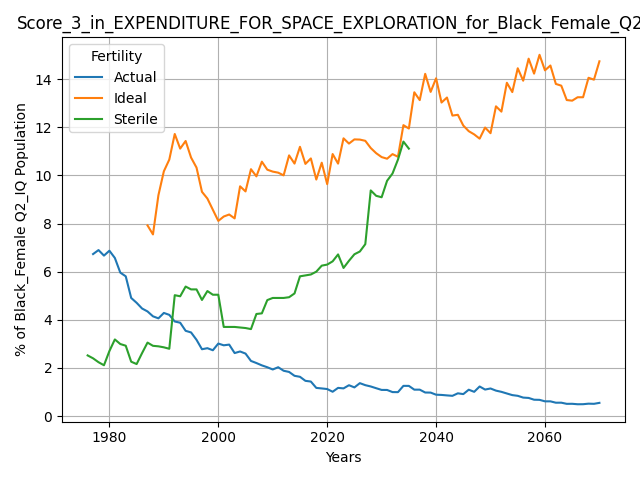 Score_3_in_EXPENDITURE_FOR_SPACE_EXPLORATION_for_Black_Female_Q2
Fertility
Actual
Ideal
Sterile
% of Black_Female Q2_IQ Population
14
12
10
8
6
4
2
0
1980 2000 2020 2040 2060
Years